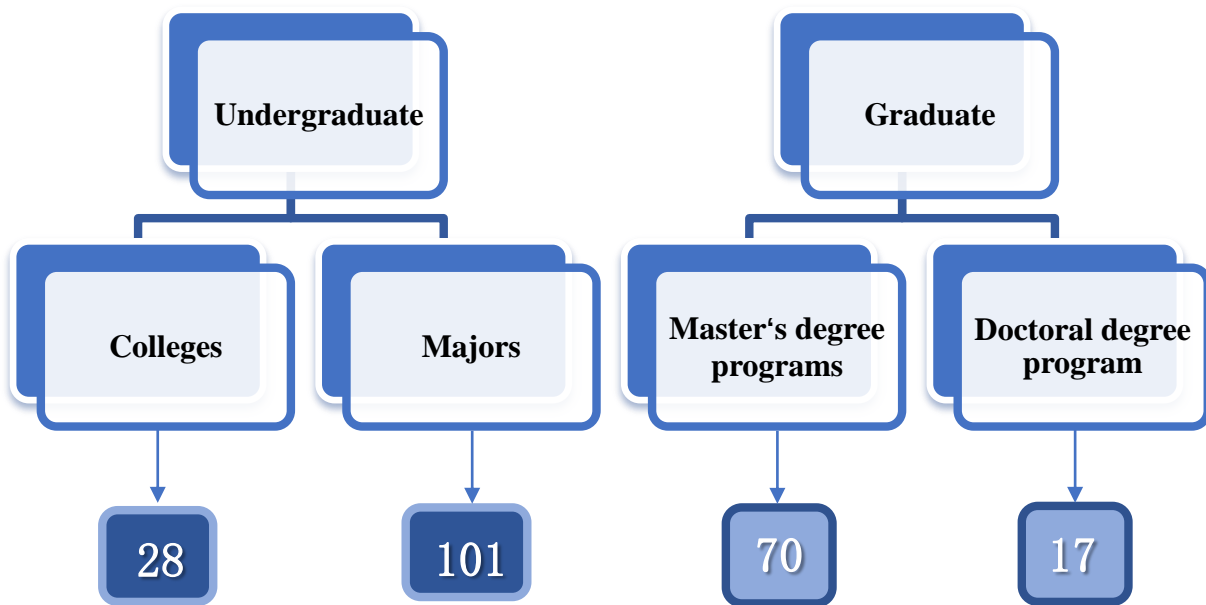 Undergraduate
Graduate
Colleges
Majors
Master‘s degree
programs
Doctoral degree
program
28
101
70
17